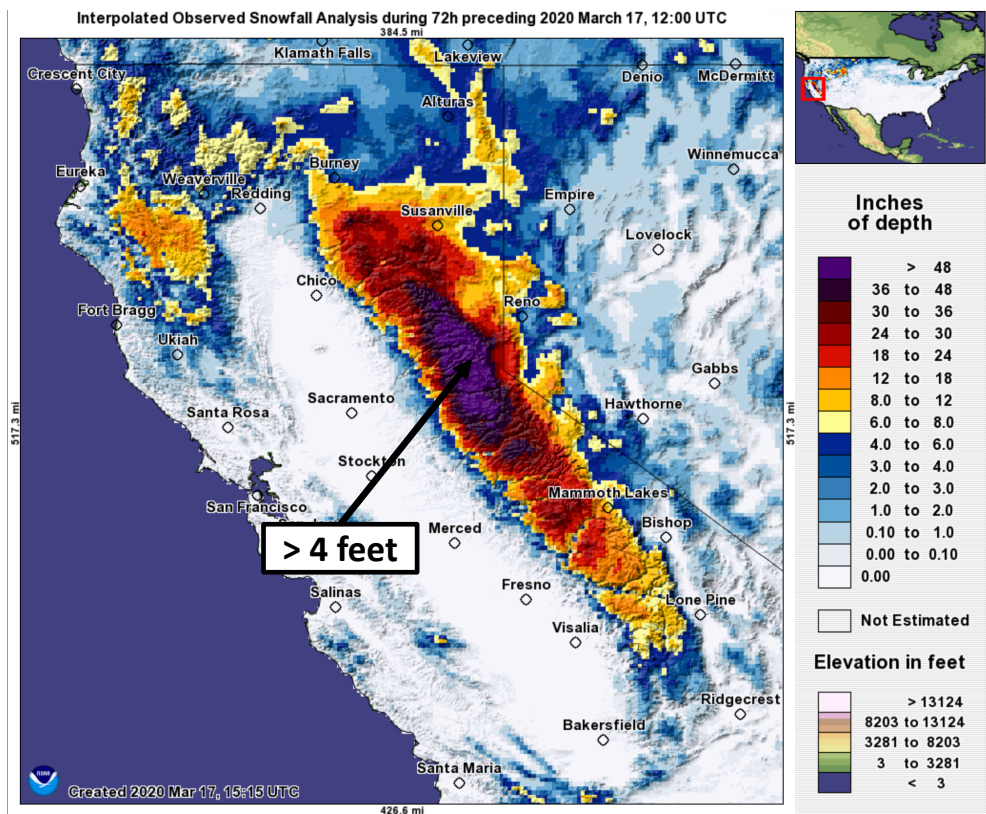 Interpolated Observed Snowfall Analysis during 72h preceding 2020 March 17, 12:00 UTC
384.5 mi
Klamath Falls
Lakeview
Crescent City
Denio
McDermitt
Alturas
Winnemucca
Burney
Eureka
Weaverville
Redding
Empire
Susanville
Lovelock
Chico
Reno
Fort Bragg
Ukiah
Gabbs
Sacramento
Hawthorne
Santa Rosa
517.3 mi
517.3 mi
Stockton
Mammoth Lakes
San Francisco
Bishop
Merced
> 4 feet
Fresno
Salinas
Lone Pine
Visalia
Ridgecrest
Bakersfield
Santa Maria
NOAA
Created 2020 Mar 17, 15:15 UTC
426.6 mi
Inches
of depth
> 48
36 to 48
30 to 36
24 to 30
18 to 24
12 to 18
8.0 to 12
6.0 to 8.0
4.0 to 6.0
3.0 to 4.0
2.0 to 3.0
1.0 to 2.0
0.10 to 1.0
0.00 to 0.10
0.00
Not Estimated
Elevation in feet
> 13124
8203 to 13124
3281 to 8203
3 to 3281
< 3